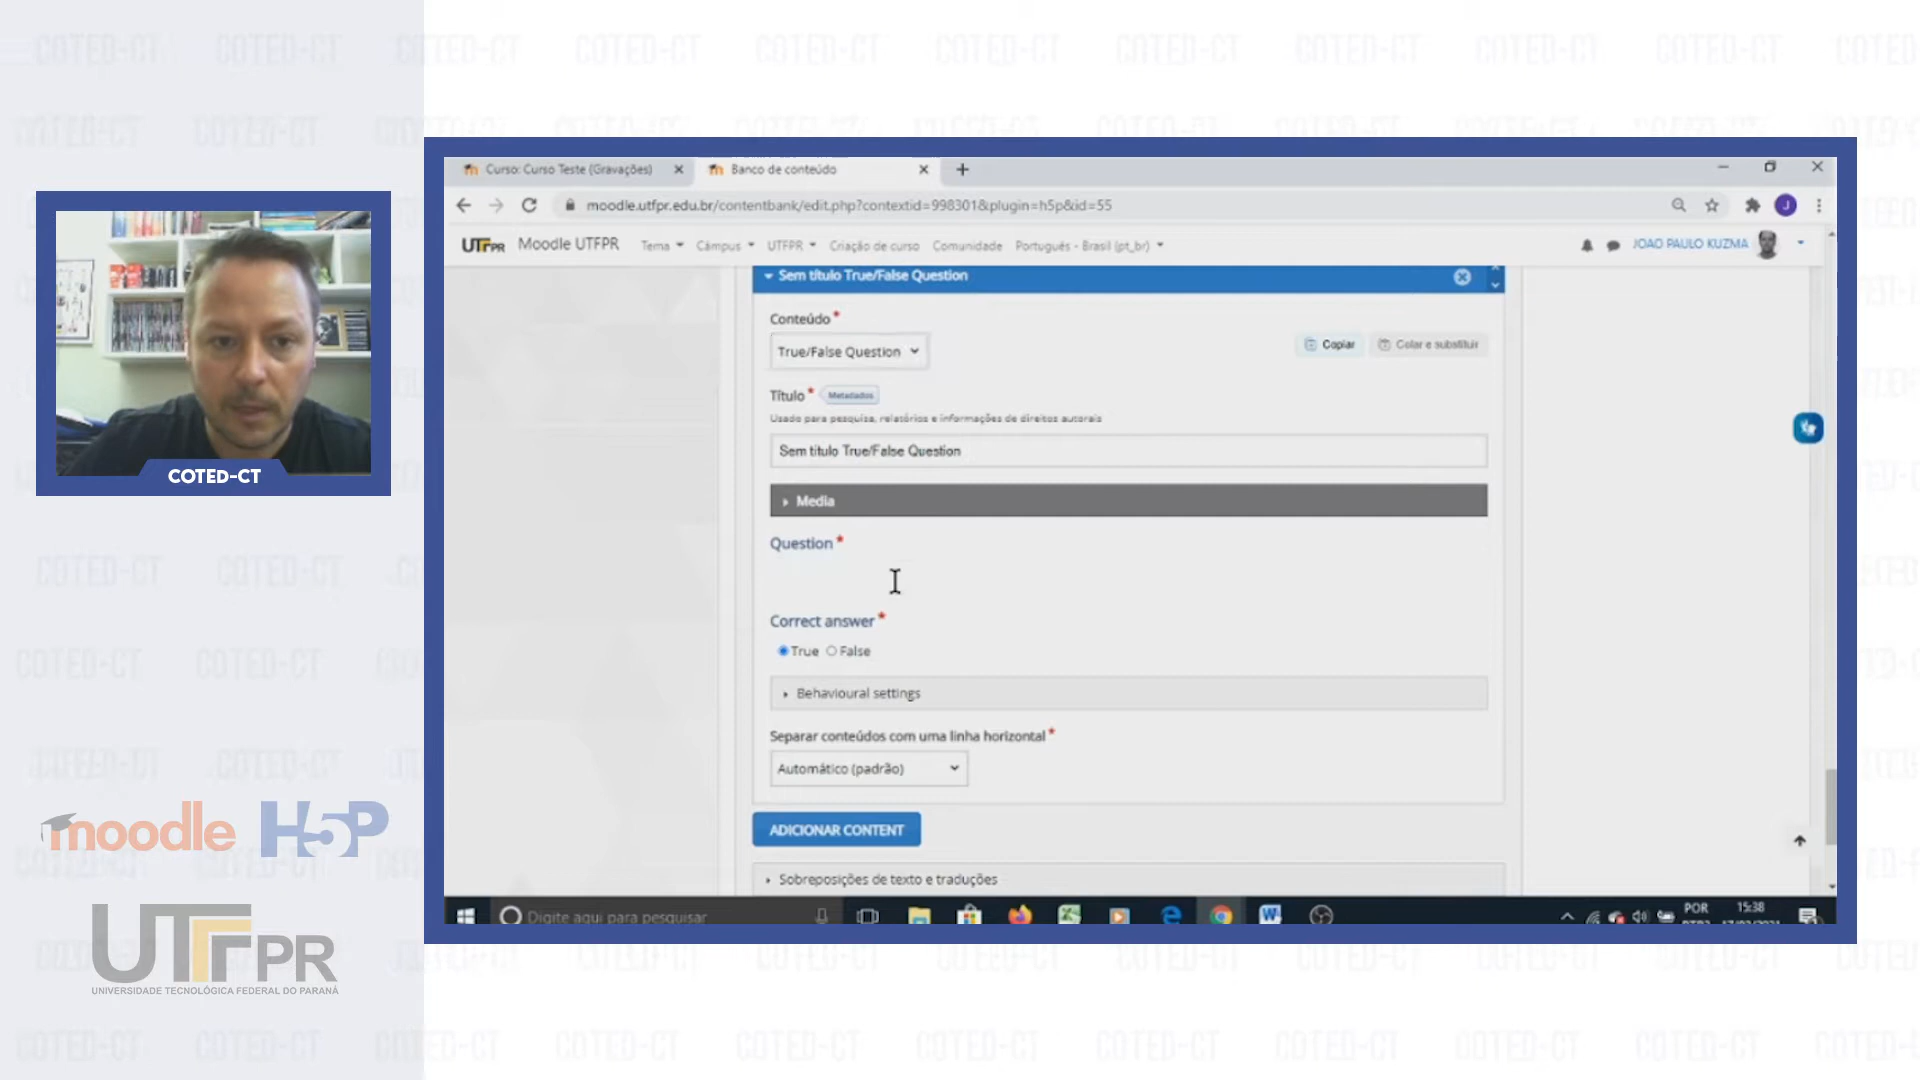 COTED-CT
moodle H5P
UTFPR
UNIVERSIDADE TECNOLÓGICA FEDERAL DO PARANÁ
Curso: Curso Teste (Gravações)
Banco de conteúdo
moodle.utfpr.edu.br/contentbank/edit.php?contextid=998301&plugin=h5p&id=55
J
UTFPR Moodle UTFPR Tema Câmpus UTFPR Criação de curso Comunidade Português - Brasil (pt_br) JOAO PAULO KUZMA
Sem título True/False Question
Conteúdo *
True/False Question
Copiar Colar e substituir
Título * Metadados
Usado para pesquisa, relatórios e informações de direitos autorais
Sem título True/False Question
Media
Question *
Correct answer *
True False
Behavioural settings
Separar conteúdos com uma linha horizontal *
Automático (padrão)
ADICIONAR CONTENT
Sobreposições de texto e traduções
Digite aqui para pesquisar
POR 15:38